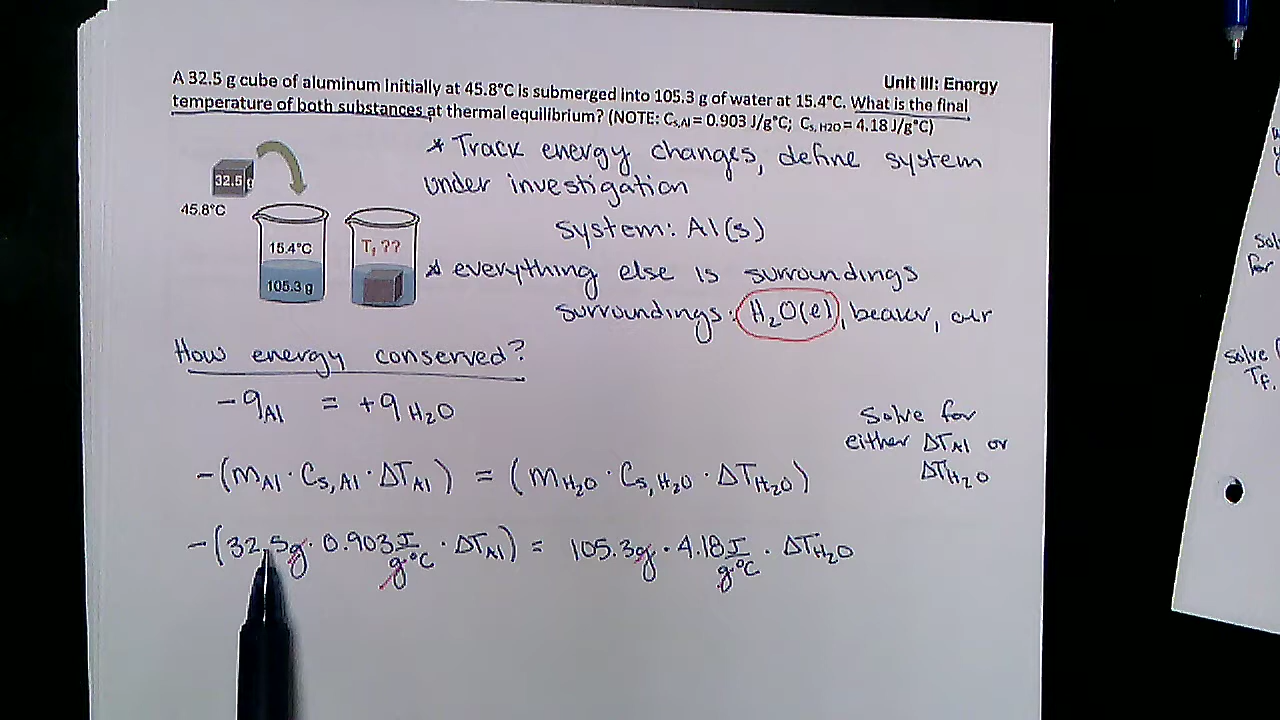 A 32.5 g cube of aluminum initially at 45.8°C is submerged into 105.3 g of water at 15.4°C. What is the final
temperature of both substances at thermal equilibrium? (NOTE: Cs,Al = 0.903 J/g°C; Cs, H2O = 4.18 J/g°C)
Unit III: Energy
32.5 g
45.8°C
15.4°C
105.3 g
Tf ??
* Track energy changes, define system
under investigation
system: Al(s)
* everything else is surroundings
surroundings: H₂O(l), beaker, air
How energy conserved?
-qAl = +qH₂O
-(mAl · Cs,Al · ΔTAl) = (mH₂O · Cs,H₂O · ΔTH₂O)
-(32.5g · 0.903 J/g·°C · ΔTAl) = 105.3g · 4.18 J/g·°C · ΔTH₂O
Solve for
either ΔTAl or
ΔTH₂O
Sol
for
Solve
Tf.